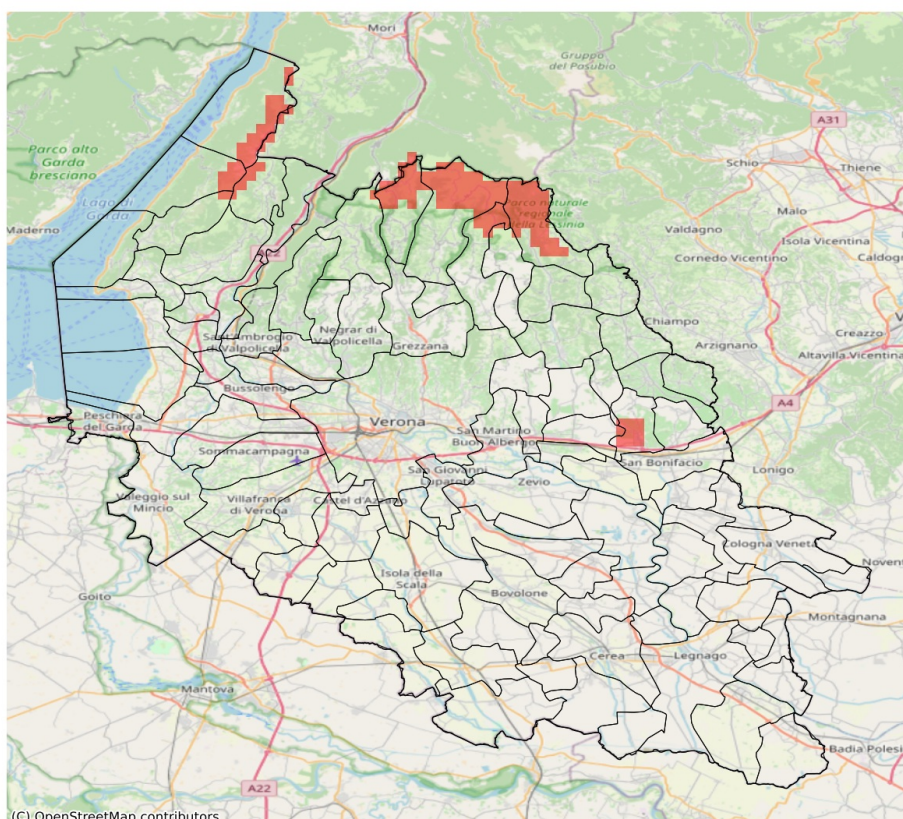 Mori
Gruppo
del Pasubio
A31
Parco alto
Garda
bresciano
Schio
Thiene
Lago di
Garda
Parco naturale
regionale
della Lessinia
Malo
Maderno
Valdagno
Isola Vicentina
Cornedo Vicentino
Chiampo
Sant'Ambrogio
di Valpolicella
Negrar di
Valpolicella
Grezzana
Arzignano
Creazzo
Altavilla Vicentina
Bussolengo
A4
Peschiera
del Garda
Verona
San Martino
Buon Albergo
Sommacampagna
San Bonifacio
Lonigo
San Giovanni
Lupatoto
Zevio
Valeggio sul
Mincio
Villafranca
di Verona
Castel d'Azzano
Cologna Veneta
Isola della
Scala
Bovolone
Goito
Montagnana
Cerea
Legnago
Mantova
Badia Polesi
A22
(C) OpenStreetMap contributors